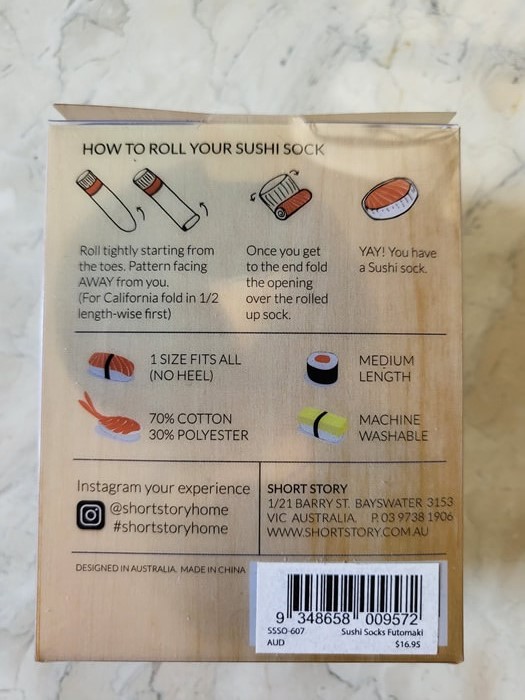 HOW TO ROLL YOUR SUSHI SOCK
Roll tightly starting from
the toes. Pattern facing
AWAY from you.
(For California fold in 1/2
length-wise first)
Once you get
to the end fold
the opening
over the rolled
up sock.
YAY! You have
a Sushi sock.
1 SIZE FITS ALL
(NO HEEL)
MEDIUM
LENGTH
70% COTTON
30% POLYESTER
MACHINE
WASHABLE
Instagram your experience
@shortstoryhome
#shortstoryhome
SHORT STORY
1/21 BARRY ST. BAYSWATER 3153
VIC AUSTRALIA. P. 03 9738 1906
WWW.SHORTSTORY.COM.AU
DESIGNED IN AUSTRALIA. MADE IN CHINA
9 348658 009572
SSSO-607 Sushi Socks Futomaki
AUD $16.95